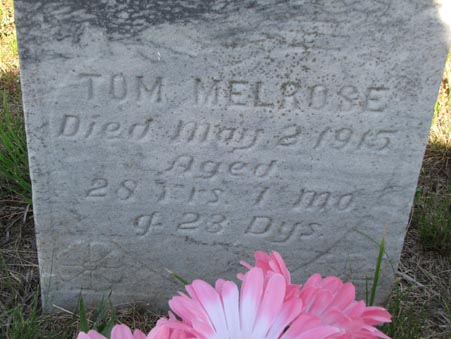 TOM MELROSE
Died May 2 1915
Aged
28 Yrs. 1 mo
& 23 Dys.